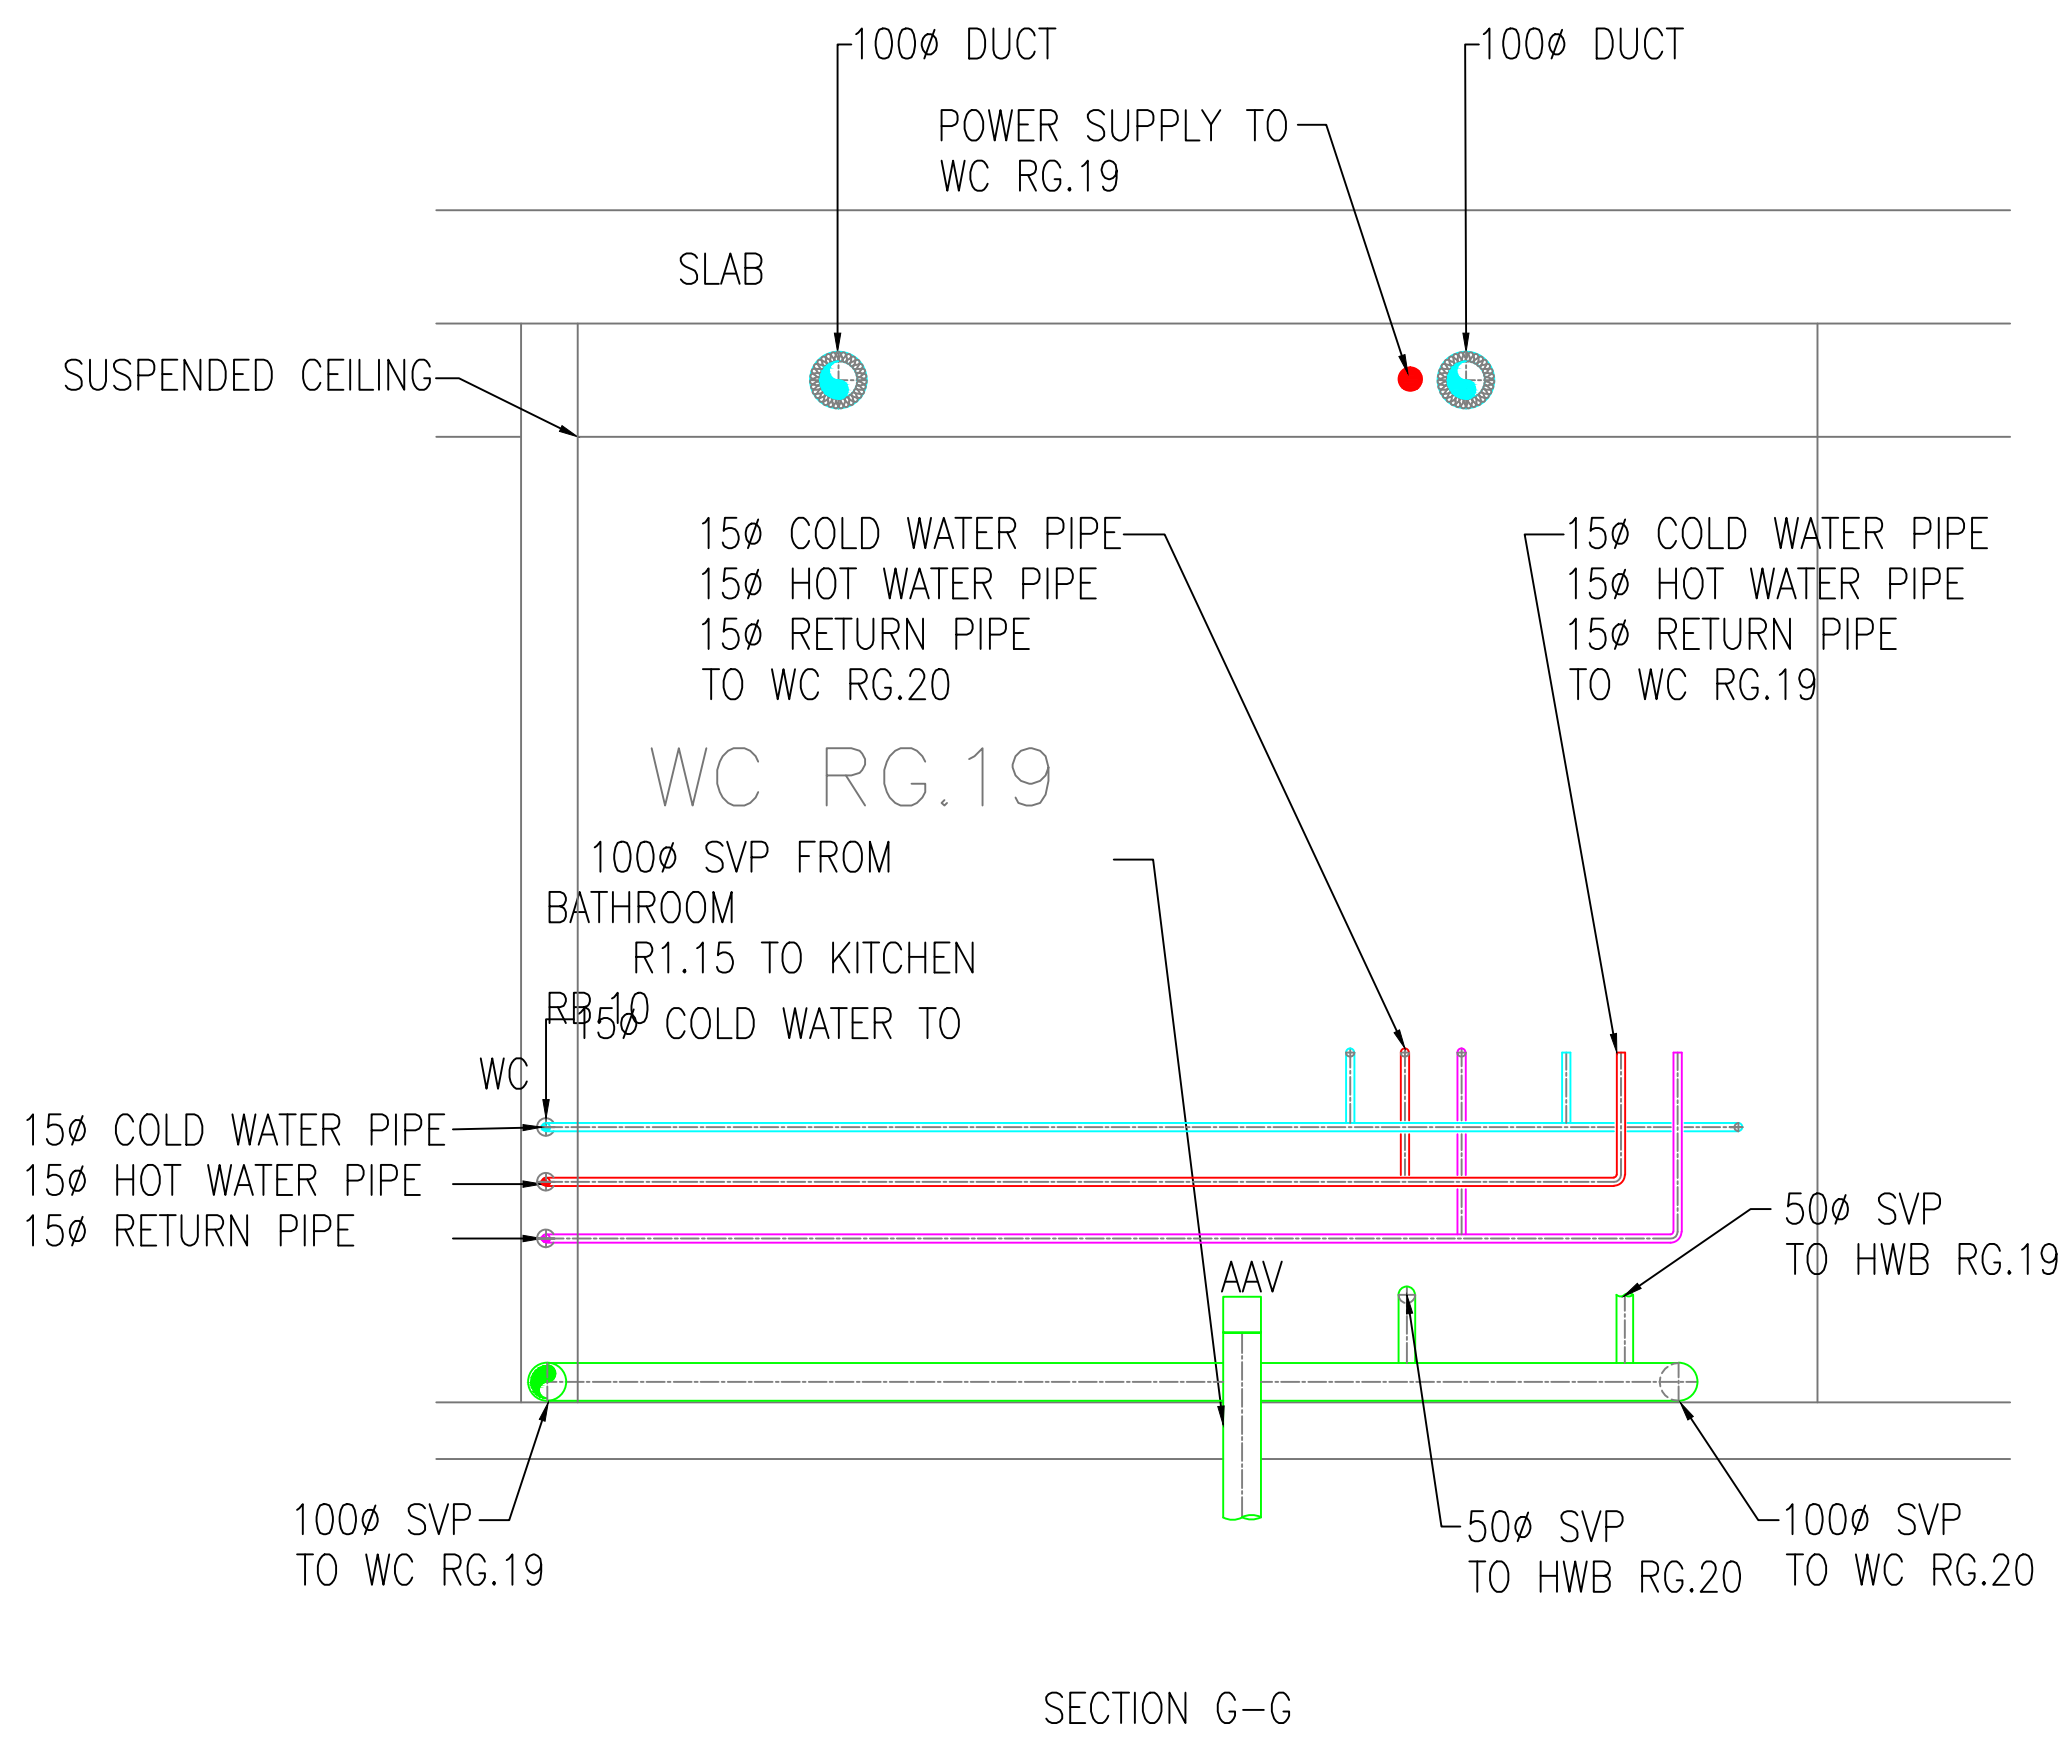 100ø DUCT
100ø DUCT
POWER SUPPLY TO
WC RG.19
SLAB
SUSPENDED CEILING
15ø COLD WATER PIPE
15ø HOT WATER PIPE
15ø RETURN PIPE
TO WC RG.20
15ø COLD WATER PIPE
15ø HOT WATER PIPE
15ø RETURN PIPE
TO WC RG.19
WC RG.19
100ø SVP FROM
BATHROOM
R1.15 TO KITCHEN
RB.10
15ø COLD WATER TO
WC
15ø COLD WATER PIPE
15ø HOT WATER PIPE
15ø RETURN PIPE
50ø SVP
TO HWB RG.19
AAV
100ø SVP
TO WC RG.19
50ø SVP
TO HWB RG.20
100ø SVP
TO WC RG.20
SECTION G-G